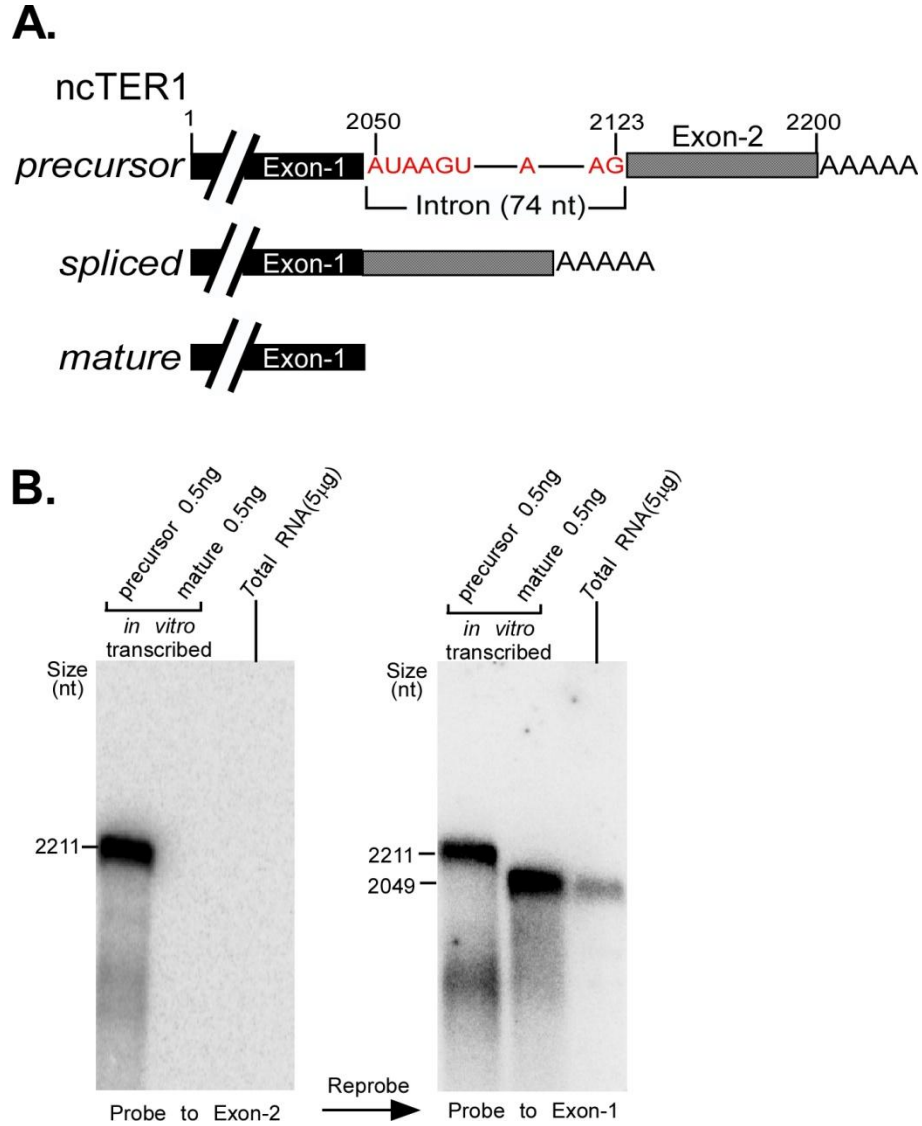 A.
ncTER1
1 2050 2123 Exon-2 2200
precursor Exon-1 AUAAGU A AG AAAAA
Intron (74 nt)
spliced Exon-1 AAAAA
mature Exon-1
B.
precursor 0.5ng
mature 0.5ng
Total RNA(5µg)
in vitro
transcribed
Size
(nt)
2211
Probe to Exon-2
Reprobe
precursor 0.5ng
mature 0.5ng
Total RNA(5µg)
in vitro
transcribed
Size
(nt)
2211
2049
Probe to Exon-1